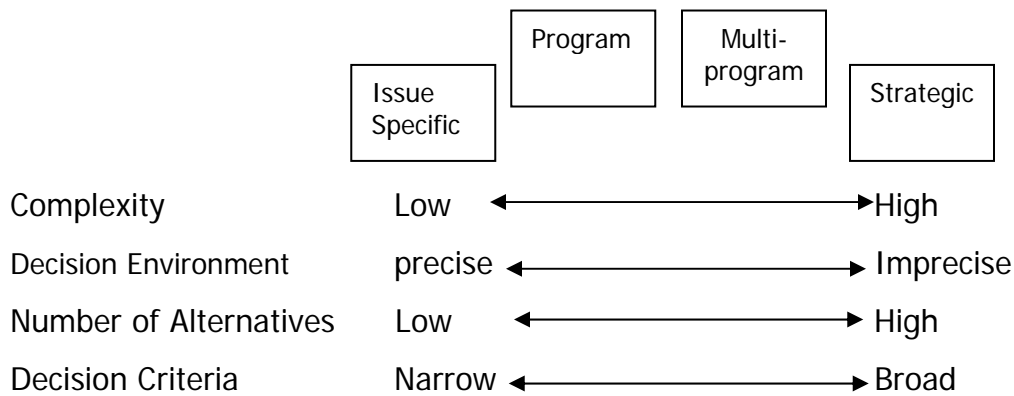 Program
Multi-
program
Issue
Specific
Strategic
Complexity Low High
Decision Environment precise Imprecise
Number of Alternatives Low High
Decision Criteria Narrow Broad